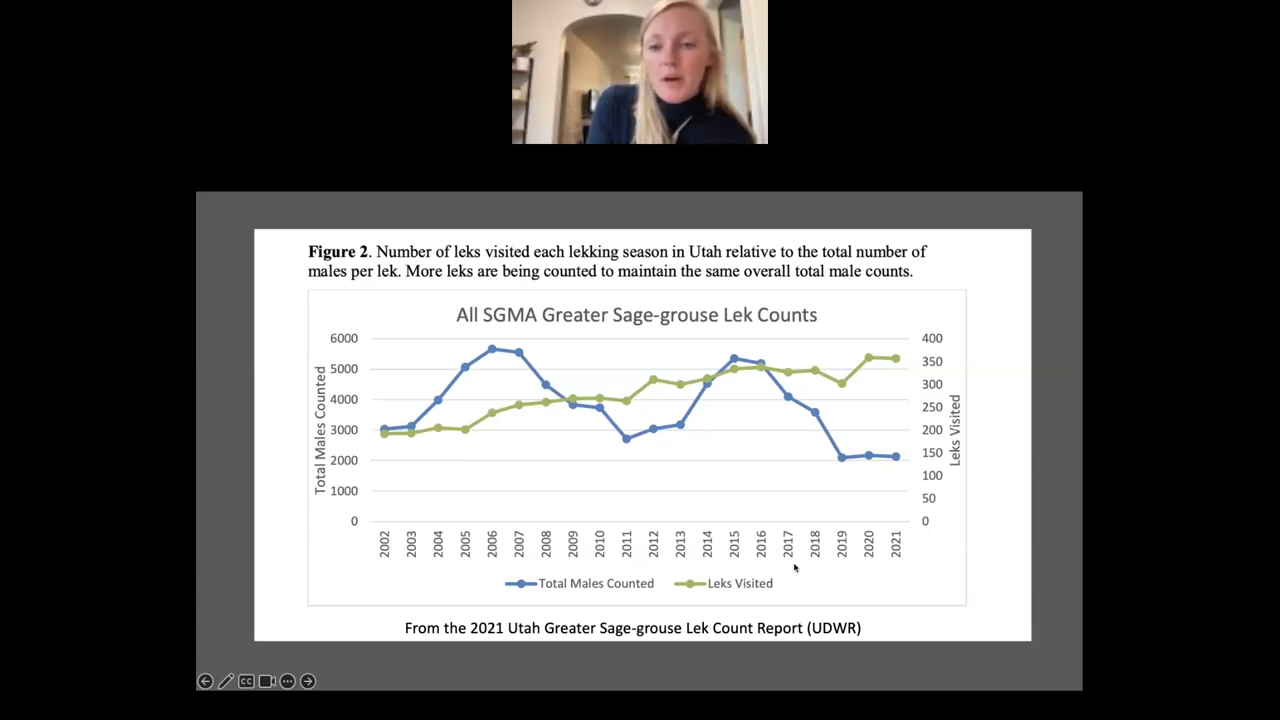 Figure 2. Number of leks visited each lekking season in Utah relative to the total number of
males per lek. More leks are being counted to maintain the same overall total male counts.
All SGMA Greater Sage-grouse Lek Counts
Total Males Counted
6000
5000
4000
3000
2000
1000
0
400
350
300
250
200
150
100
50
0
Leks Visited
2002 2003 2004 2005 2006 2007 2008 2009 2010 2011 2012 2013 2014 2015 2016 2017 2018 2019 2020 2021
Total Males Counted Leks Visited
From the 2021 Utah Greater Sage-grouse Lek Count Report (UDWR)
CC